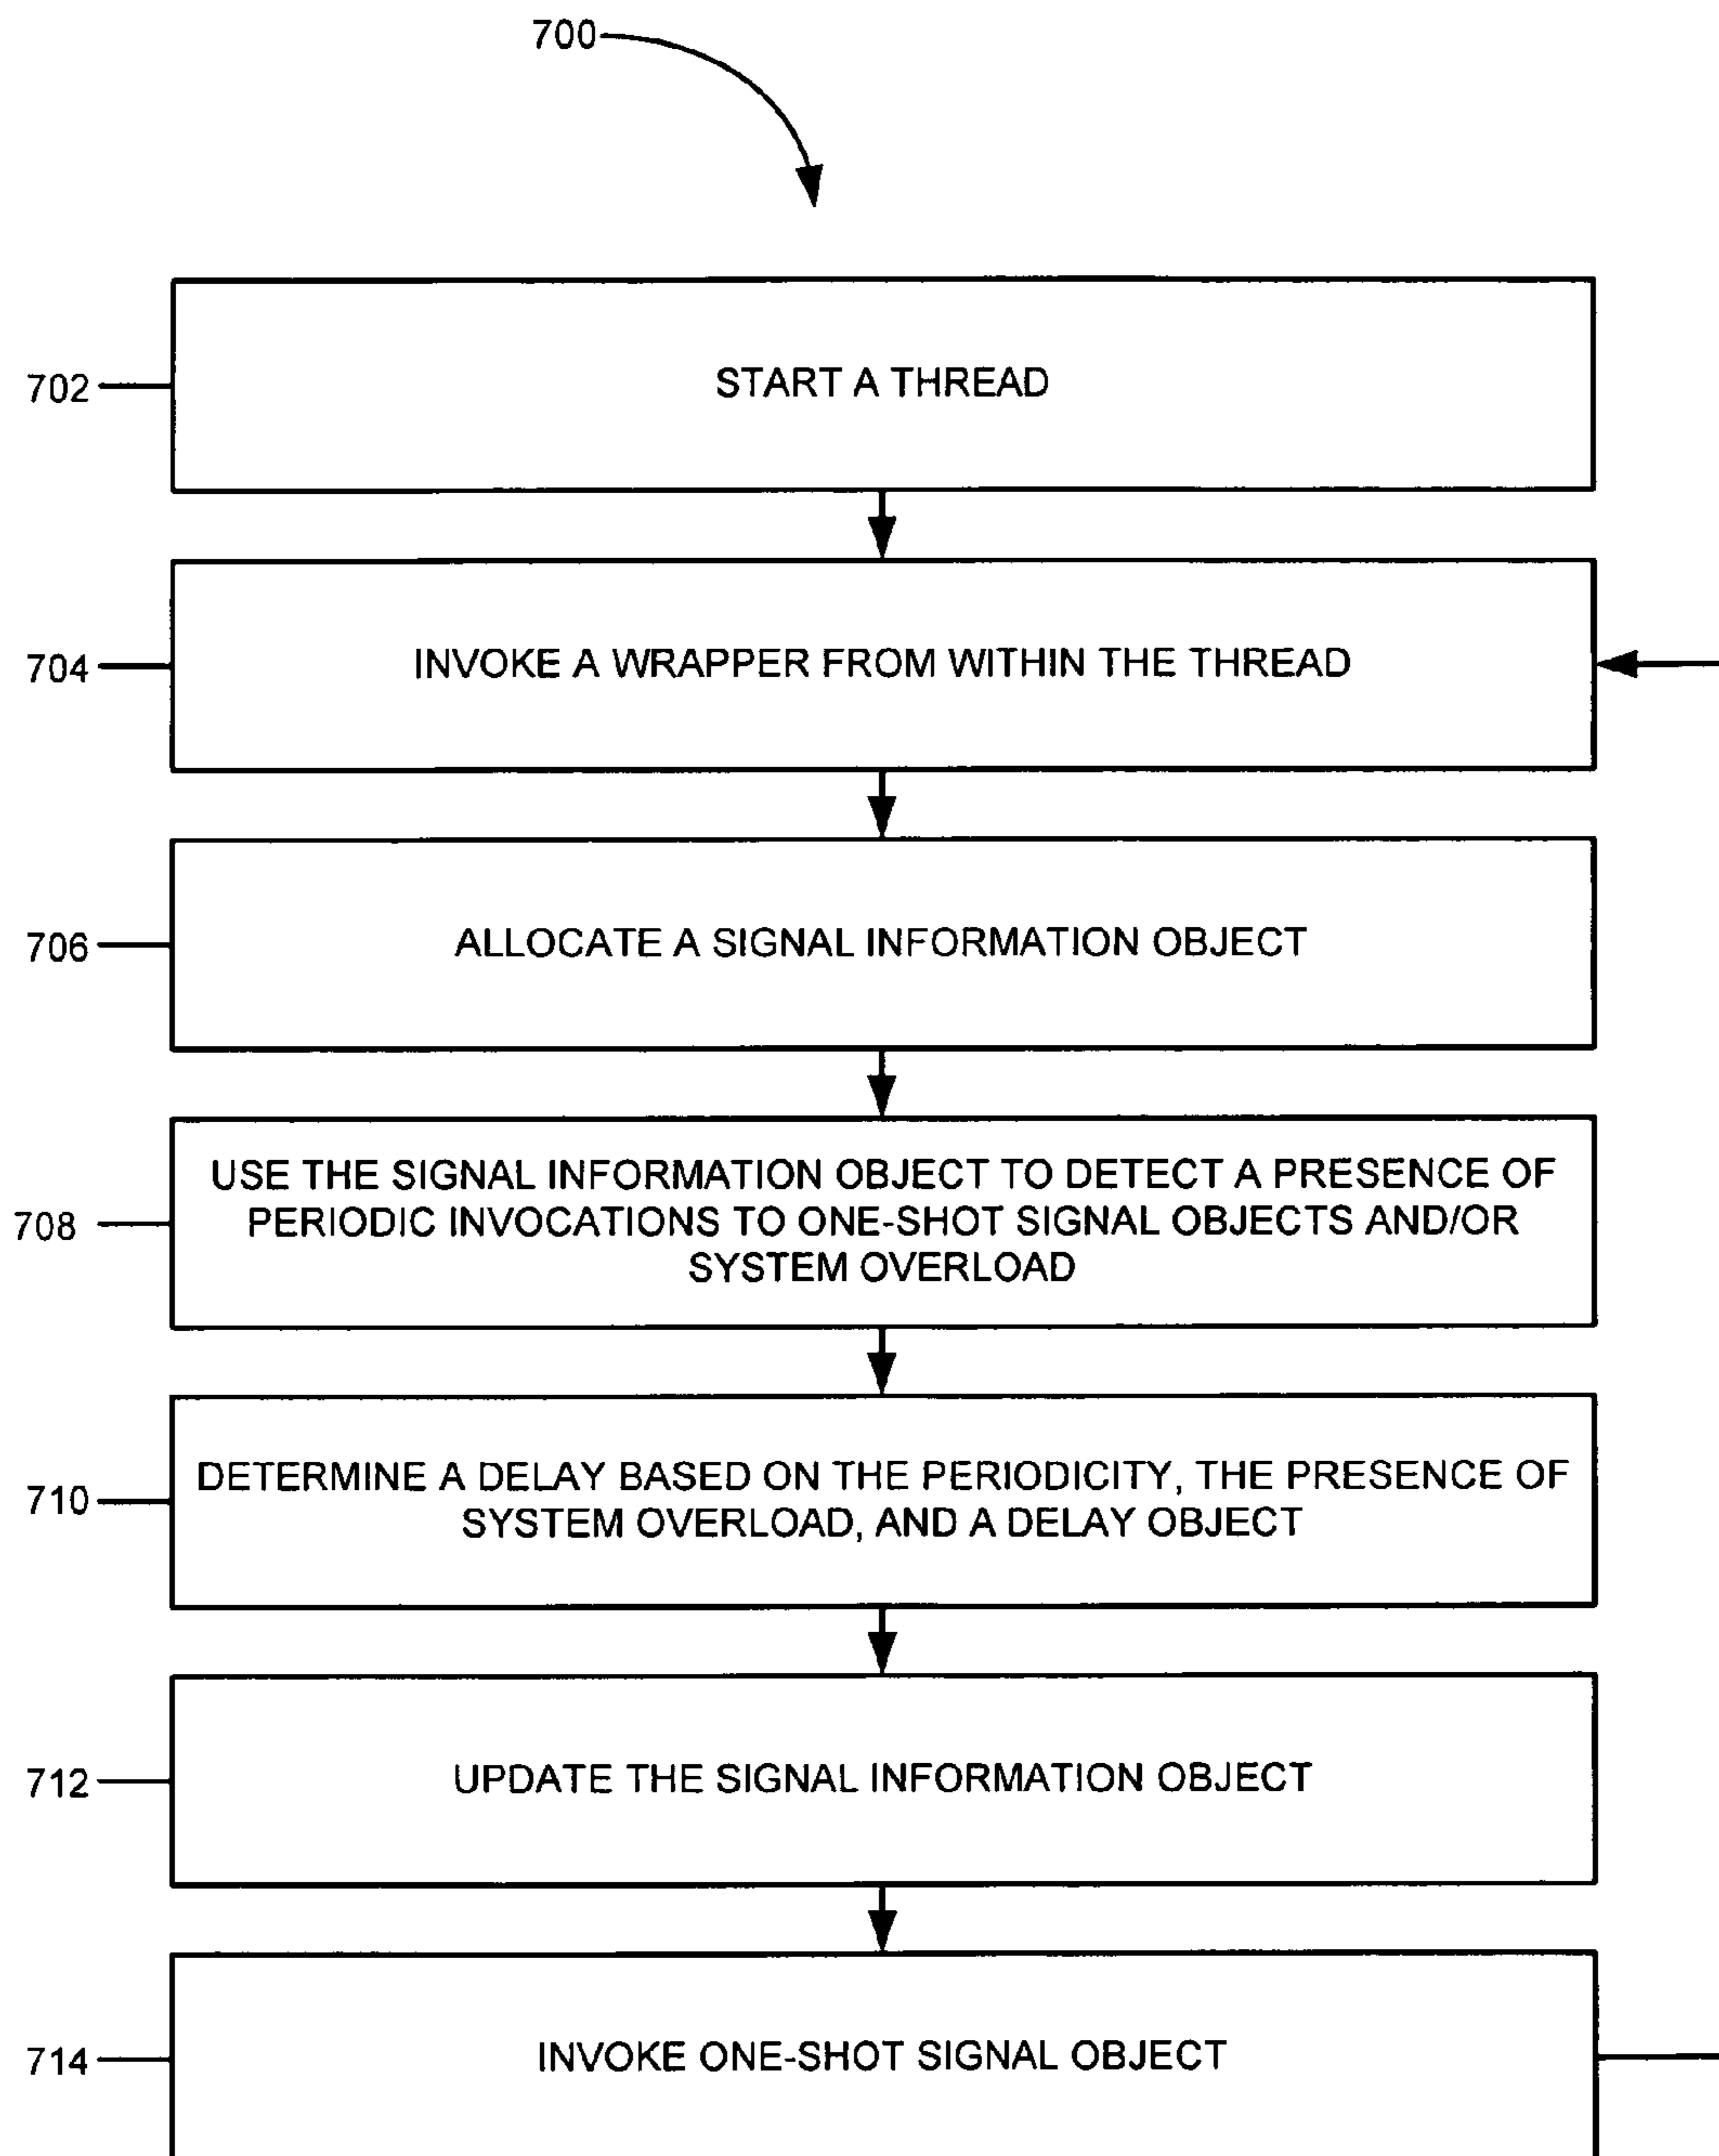 700
702
START A THREAD
704
INVOKE A WRAPPER FROM WITHIN THE THREAD
706
ALLOCATE A SIGNAL INFORMATION OBJECT
708
USE THE SIGNAL INFORMATION OBJECT TO DETECT A PRESENCE OF
PERIODIC INVOCATIONS TO ONE-SHOT SIGNAL OBJECTS AND/OR
SYSTEM OVERLOAD
710
DETERMINE A DELAY BASED ON THE PERIODICITY, THE PRESENCE OF
SYSTEM OVERLOAD, AND A DELAY OBJECT
712
UPDATE THE SIGNAL INFORMATION OBJECT
714
INVOKE ONE-SHOT SIGNAL OBJECT